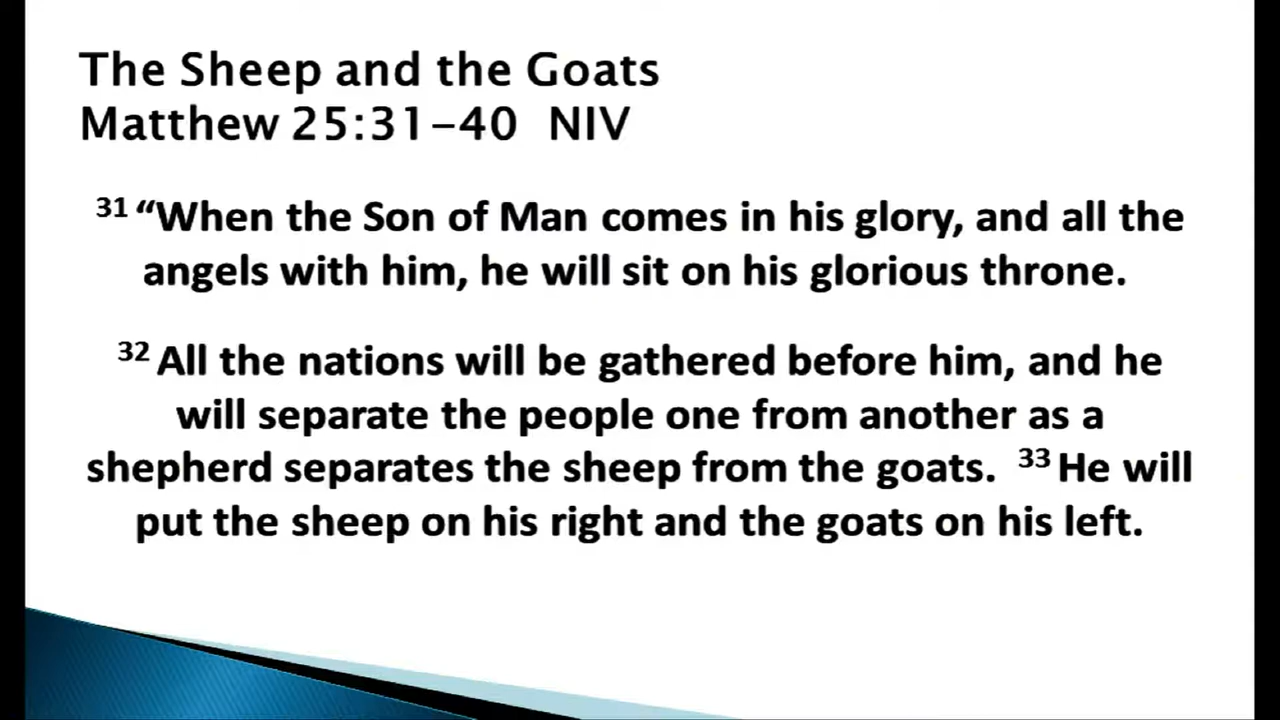 The Sheep and the Goats
Matthew 25:31-40 NIV
31 “When the Son of Man comes in his glory, and all the
angels with him, he will sit on his glorious throne.
32 All the nations will be gathered before him, and he
will separate the people one from another as a
shepherd separates the sheep from the goats. 33 He will
put the sheep on his right and the goats on his left.